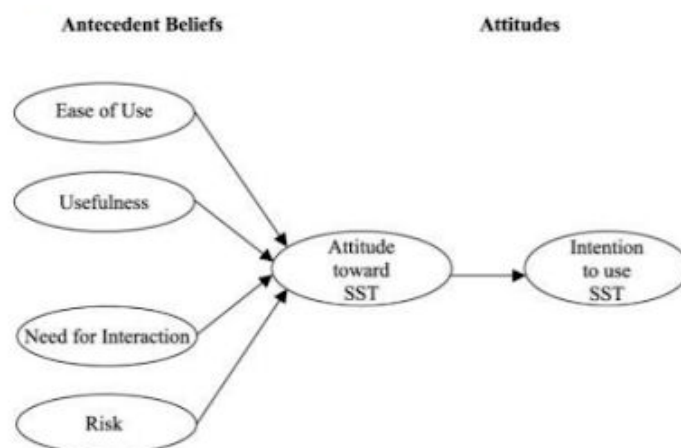 Antecedent Beliefs
Attitudes
Ease of Use
Usefulness
Need for Interaction
Risk
Attitude
toward
SST
Intention
to use
SST